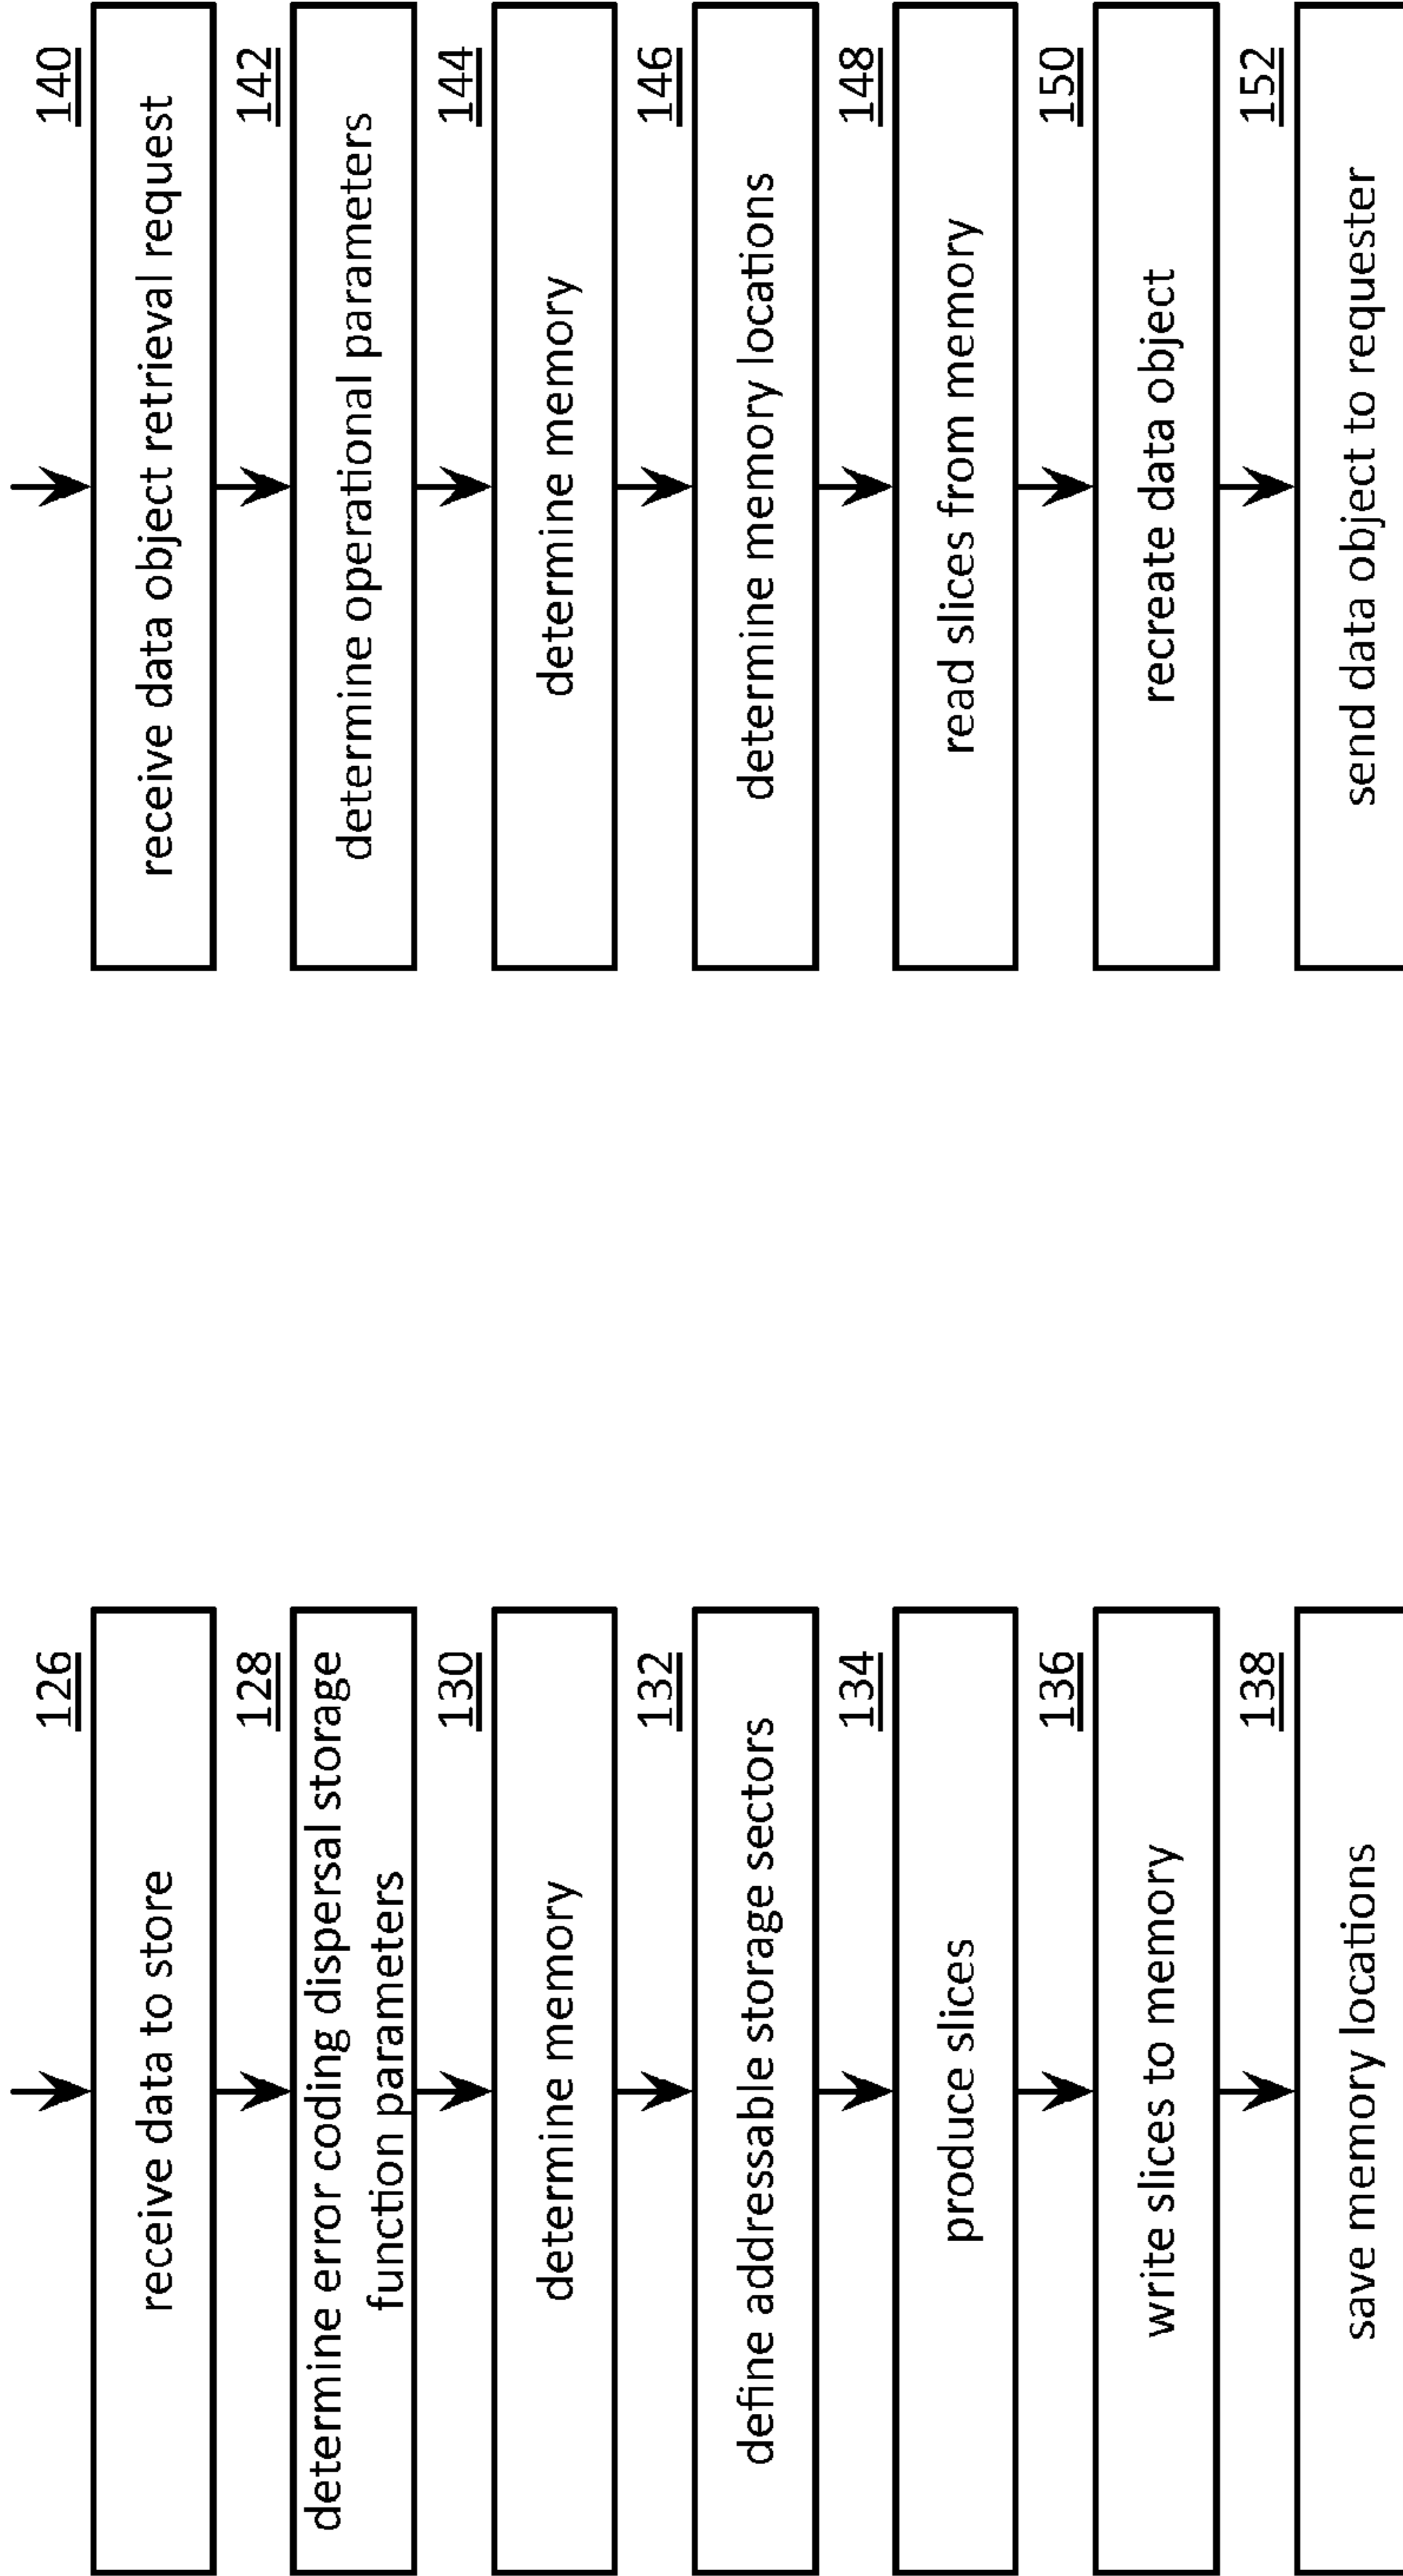 126
receive data to store
128
determine error coding dispersal storage
function parameters
130
determine memory
132
define addressable storage sectors
134
produce slices
136
write slices to memory
138
save memory locations
140
receive data object retrieval request
142
determine operational parameters
144
determine memory
146
determine memory locations
148
read slices from memory
150
recreate data object
152
send data object to requester